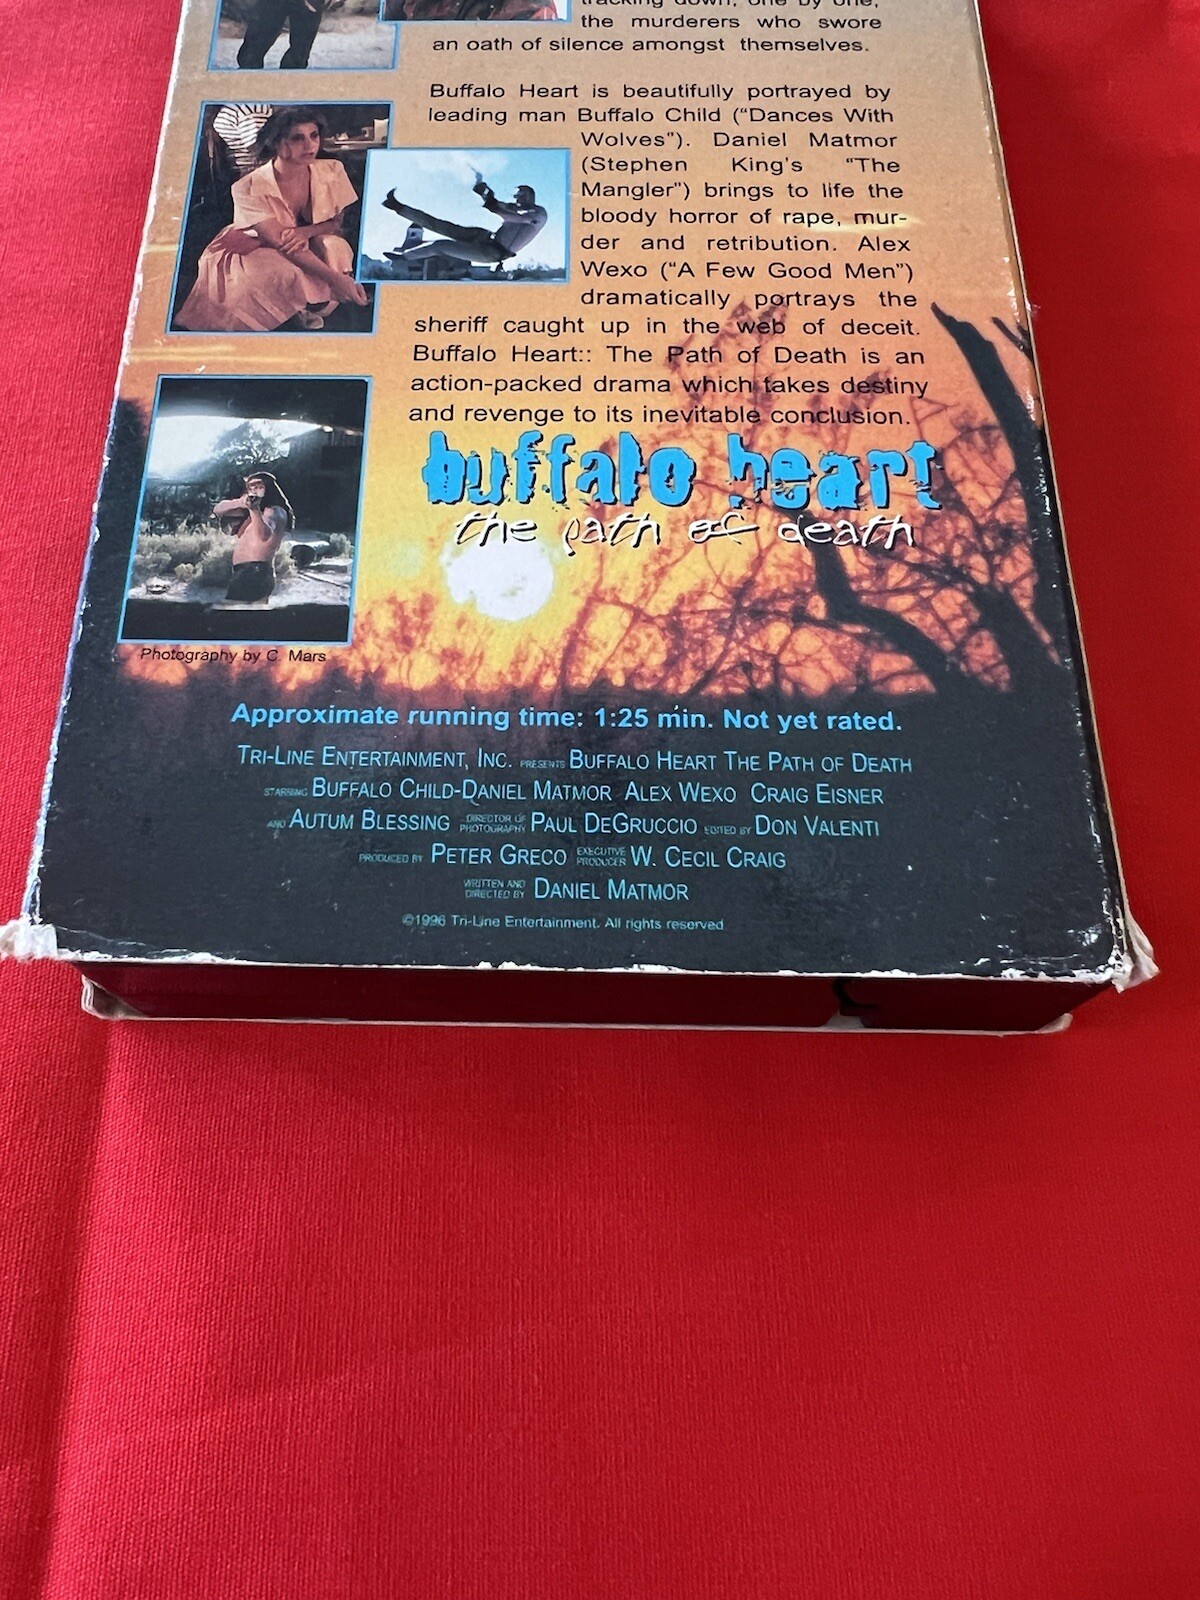 tracking down, one by one,
the murderers who swore
an oath of silence amongst themselves.
Buffalo Heart is beautifully portrayed by
leading man Buffalo Child (“Dances With
Wolves”). Daniel Matmor
(Stephen King's “The
Mangler”) brings to life the
bloody horror of rape, mur-
der and retribution. Alex
Wexo (“A Few Good Men”)
dramatically portrays the
sheriff caught up in the web of deceit.
Buffalo Heart:: The Path of Death is an
action-packed drama which takes destiny
and revenge to its inevitable conclusion.
buffalo heart
the path of death
Photography by C. Mars
Approximate running time: 1:25 min. Not yet rated.
TRI-LINE ENTERTAINMENT, INC. PRESENTS BUFFALO HEART THE PATH OF DEATH
STARRING BUFFALO CHILD-DANIEL MATMOR ALEX WEXO CRAIG EISNER
AND AUTUM BLESSING DIRECTOR OF PHOTOGRAPHY PAUL DEGRUCCIO EDITED BY DON VALENTI
PRODUCED BY PETER GRECO EXECUTIVE PRODUCER W. CECIL CRAIG
WRITTEN AND DIRECTED BY DANIEL MATMOR
©1996 Tri-Line Entertainment. All rights reserved.